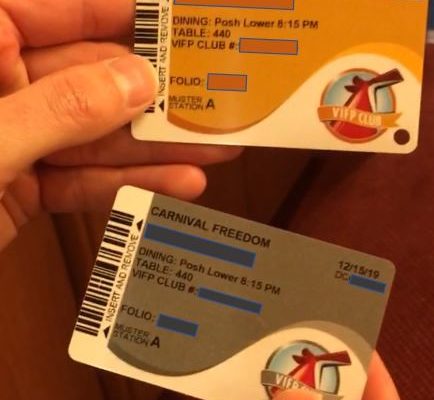 INSERT AND REMOVE
DINING: Posh Lower 8:15 PM
TABLE: 440
VIFP CLUB #:
FOLIO:
MUSTER
STATION A
VIFP CLUB
CARNIVAL FREEDOM
INSERT AND REMOVE
DINING: Posh Lower 8:15 PM
TABLE: 440
VIFP CLUB #:
12/15/19
DC:
FOLIO:
MUSTER
STATION A
VIFP